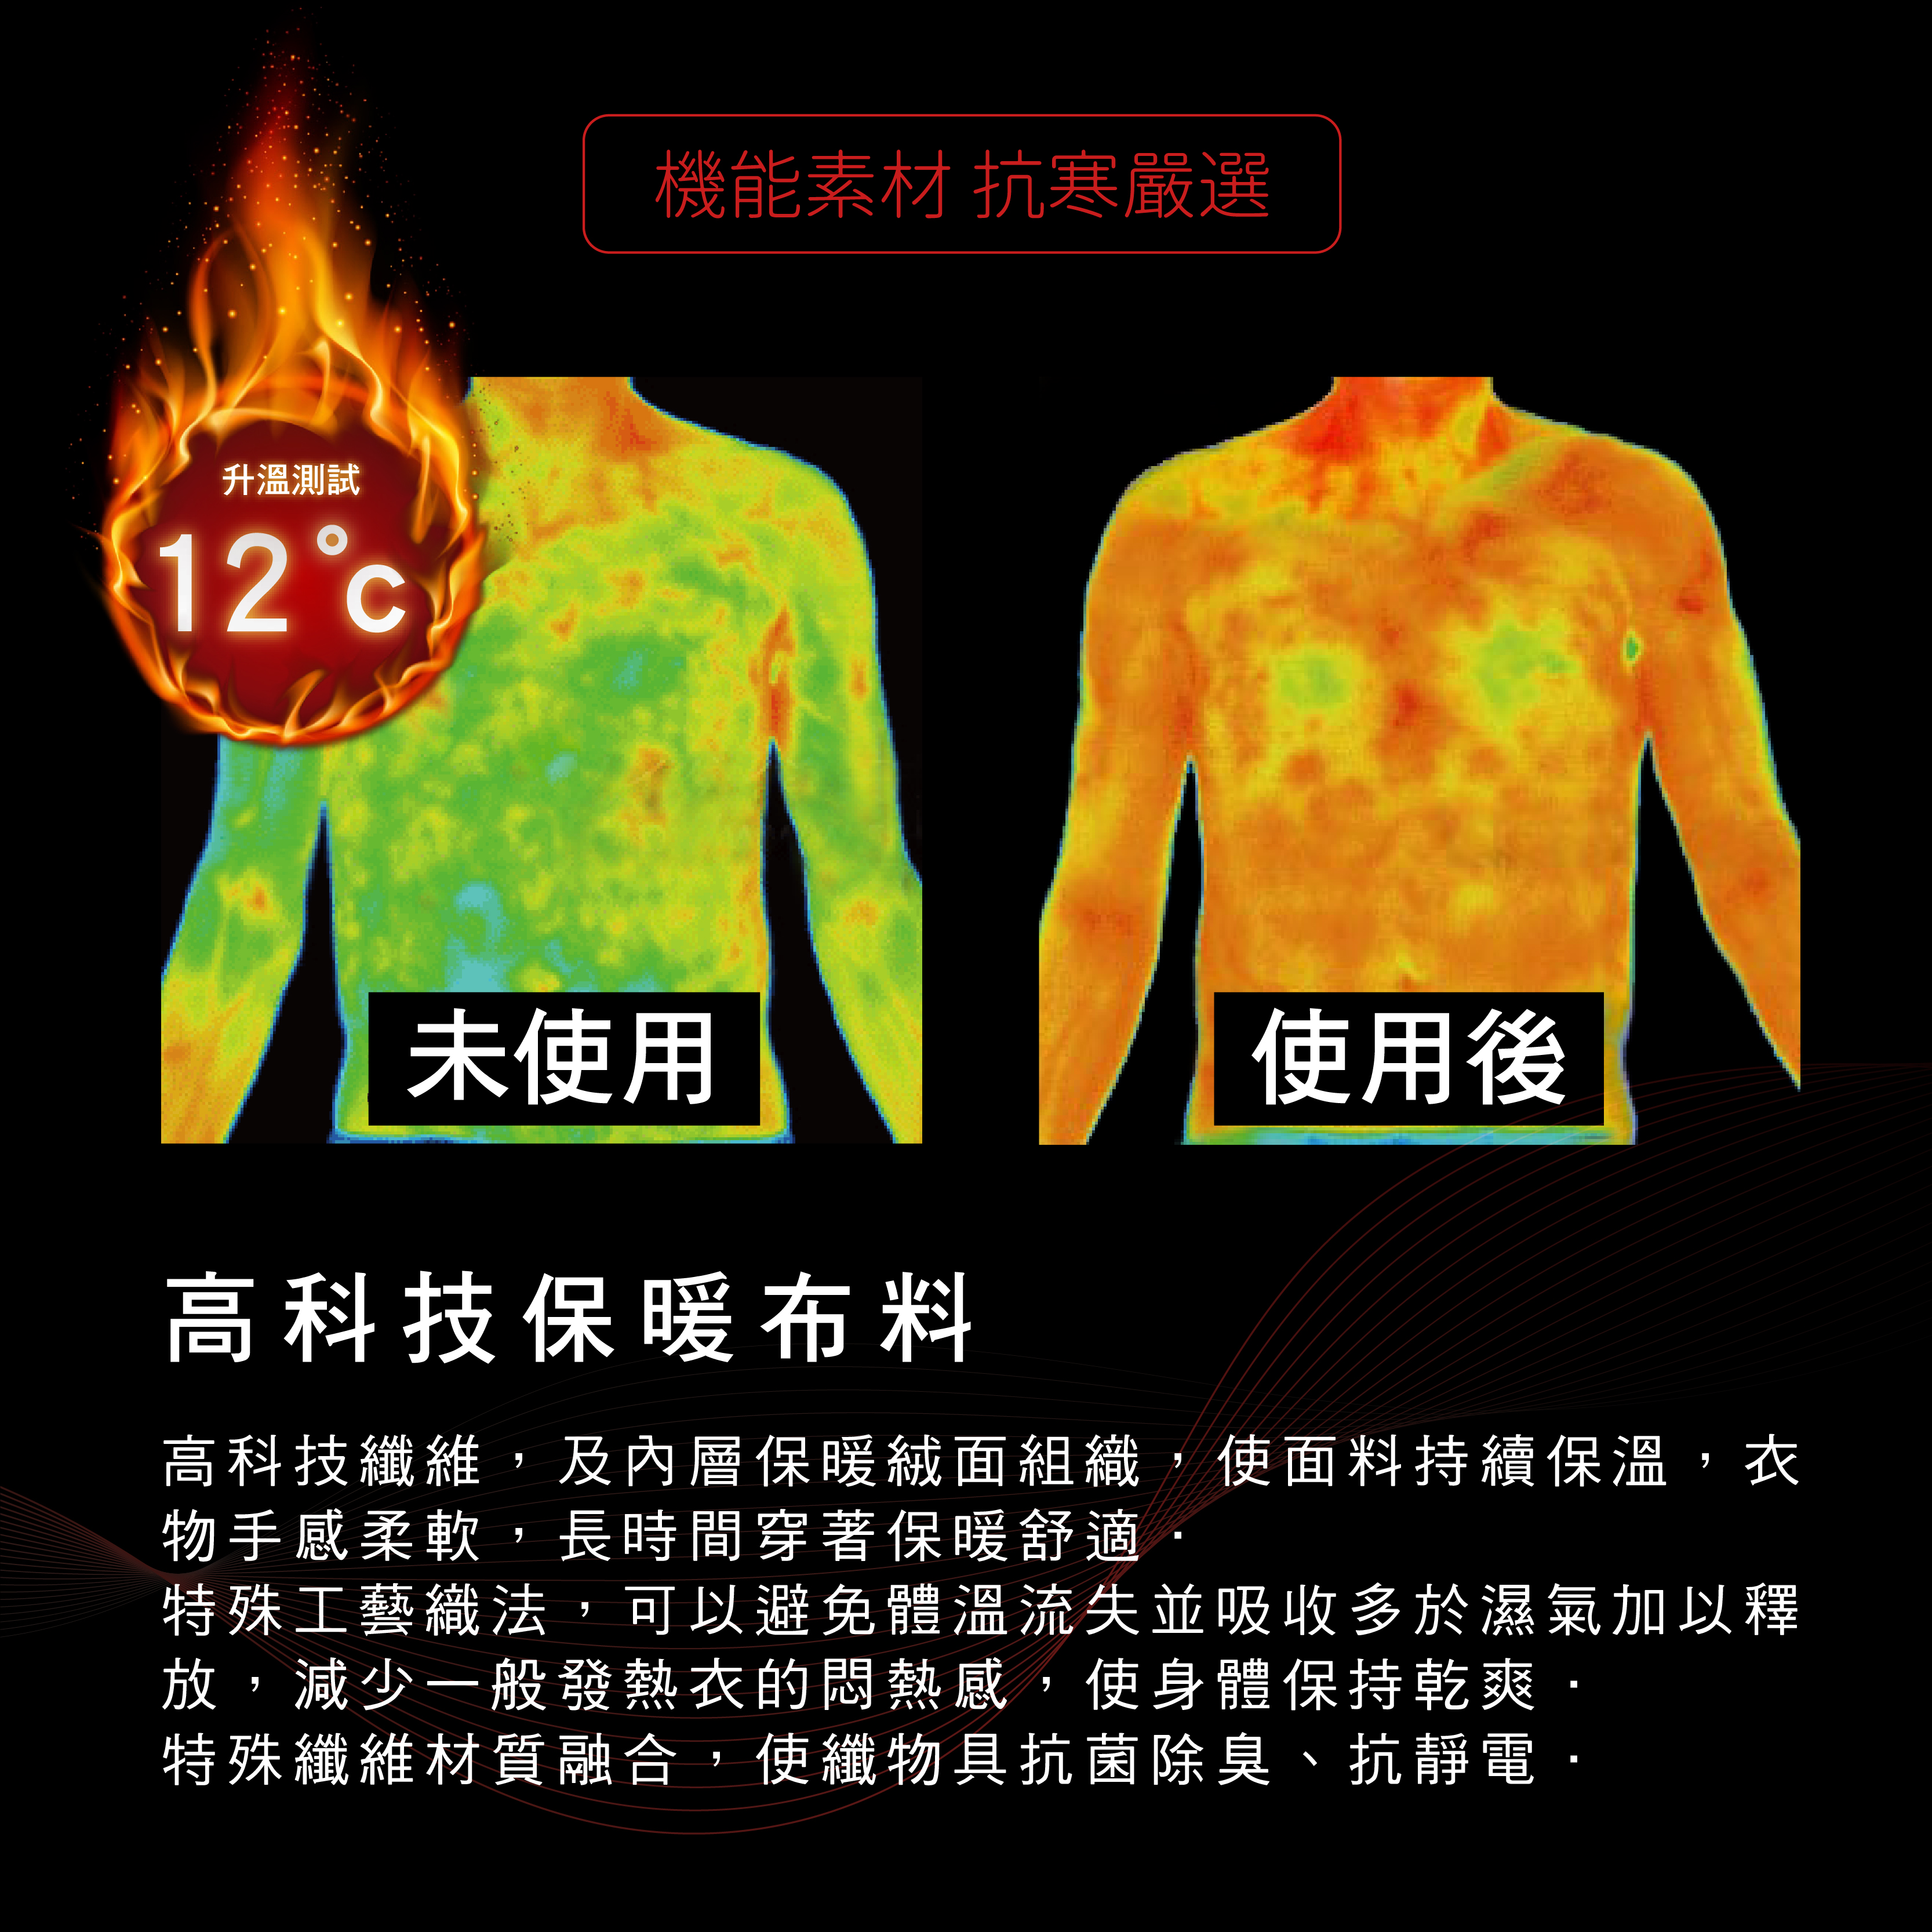 機能素材 抗寒嚴選
升溫測試
12°c
未使用
使用後
高科技保暖布料
高科技纖維，及內層保暖絨面組織，使面料持續保溫，衣
物手感柔軟，長時間穿著保暖舒適．
特殊工藝織法，可以避免體溫流失並吸收多於濕氣加以釋
放，減少一般發熱衣的悶熱感，使身體保持乾爽．
特殊纖維材質融合，使纖物具抗菌除臭、抗靜電．